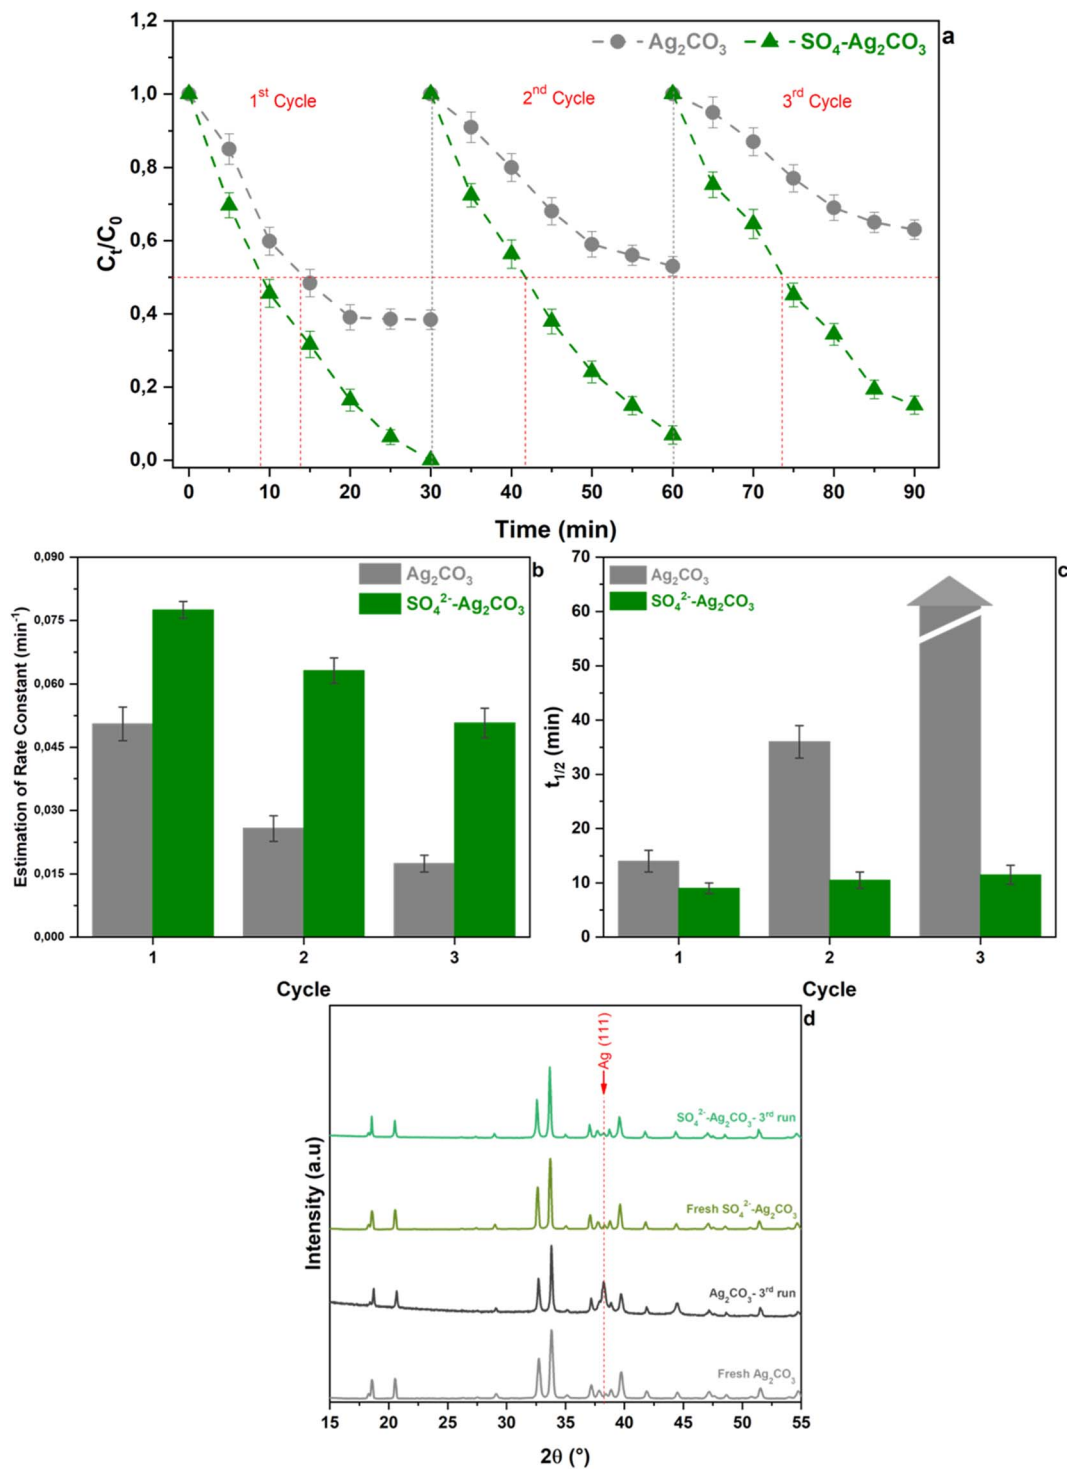 1,2
Ag₂CO₃ SO₄-Ag₂CO₃ a
1,0
1ˢᵗ Cycle 2ⁿᵈ Cycle 3ʳᵈ Cycle
0,8
0,6
0,4
0,2
0,0
Cₜ/C₀
0 10 20 30 40 50 60 70 80 90
Time (min)
0,090
0,075
0,060
0,045
0,030
0,015
0,000
Estimation of Rate Constant (min⁻¹)
Ag₂CO₃ b
SO₄²⁻-Ag₂CO₃
1 2 3
Cycle
70
60
50
40
30
20
10
0
t₁/₂ (min)
Ag₂CO₃ c
SO₄²⁻-Ag₂CO₃
1 2 3
Cycle
d
Ag (111)
SO₄²⁻-Ag₂CO₃- 3ʳᵈ run
Fresh SO₄²⁻-Ag₂CO₃
Ag₂CO₃- 3ʳᵈ run
Fresh Ag₂CO₃
Intensity (a.u)
15 20 25 30 35 40 45 50 55
2θ (°)